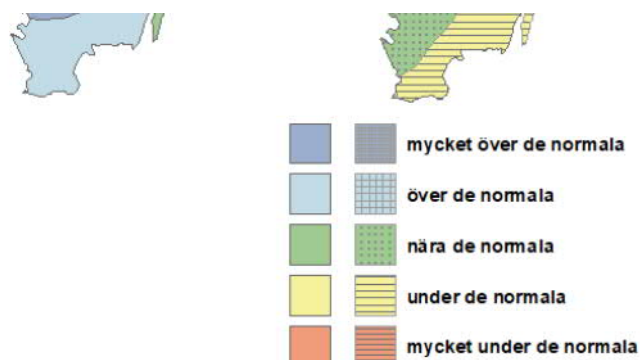 mycket över de normala
över de normala
nära de normala
under de normala
mycket under de normala